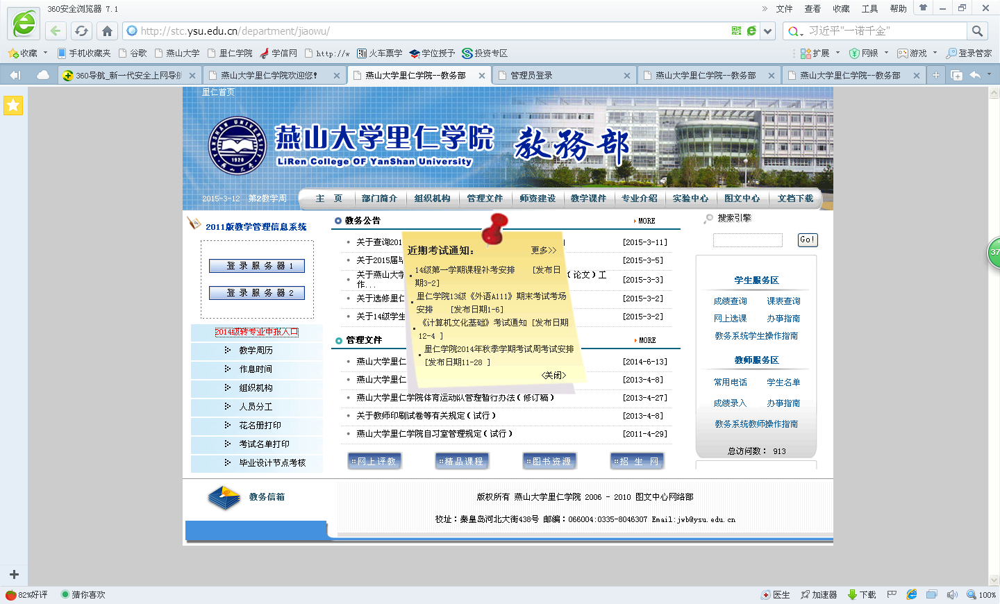 360安全浏览器 7.1
» 文件 查看 收藏 工具 帮助
http://stc.ysu.edu.cn/department/jiaowu/
习近平"一诺千金"
收藏 手机收藏夹 谷歌 燕山大学 里仁学院 学信网 http://w 火车票学 学位授予 投资专区
扩展 网银 游戏 登录管家
360导航_新一代安全上网导航 燕山大学里仁学院欢迎您! 燕山大学里仁学院--教务部 管理员登录 燕山大学里仁学院--教务部 燕山大学里仁学院--教务部
里仁首页
燕山大学里仁学院 教務部
LiRen College OF YanShan University
2015-3-12 第2教学周
主 页 部门简介 组织机构 管理文件 师资建设 教学课件 专业介绍 实验中心 图文中心 文档下载
2011版教学管理信息系统
登 录 服 务 器 1
登 录 服 务 器 2
2014级转专业申报入口
教学周历
作息时间
组织机构
人员分工
花名册打印
考试名单打印
毕业设计节点考核
教务公告 MORE
关于查询201 [2015-3-11]
关于2015届毕 [2015-3-5]
关于燕山大学 （论文）工
作... [2015-3-3]
关于选修里仁 [2015-3-2]
关于14级学生 [2015-3-2]
近期考试通知： 更多>>
14级第一学期课程补考安排 [发布日
期3-2]
里仁学院13级《外语A111》期末考试考场
安排 [发布日期1-6]
《计算机文化基础》考试通知 [发布日期
12-4 ]
里仁学院2014年秋季学期考试周考试安排
[发布日期11-28 ]
<关闭>
管理文件 MORE
燕山大学里仁 [2014-6-13]
燕山大学里仁 [2013-4-8]
燕山大学里仁学院体育运动队管理暂行办法（修订稿） [2013-4-27]
关于教师印刷试卷等有关规定（试行） [2013-4-8]
燕山大学里仁学院自习室管理规定（试行） [2011-4-29]
网上评教 精品课程 图书资源 招 生 网
搜索引擎
Go!
学生服务区
成绩查询 课表查询
网上选课 办事指南
教务系统学生操作指南
教师服务区
常用电话 学生名单
成绩录入 办事指南
教务系统教师操作指南
总访问数： 913
教务信箱
版权所有 燕山大学里仁学院 2006 - 2010 图文中心网络部
校址：秦皇岛河北大街438号 邮编：066004:0335-8046307 Email:jwb@ysu.edu.cn
37
82%好评 猜你喜欢
医生 加速器 下载 100%